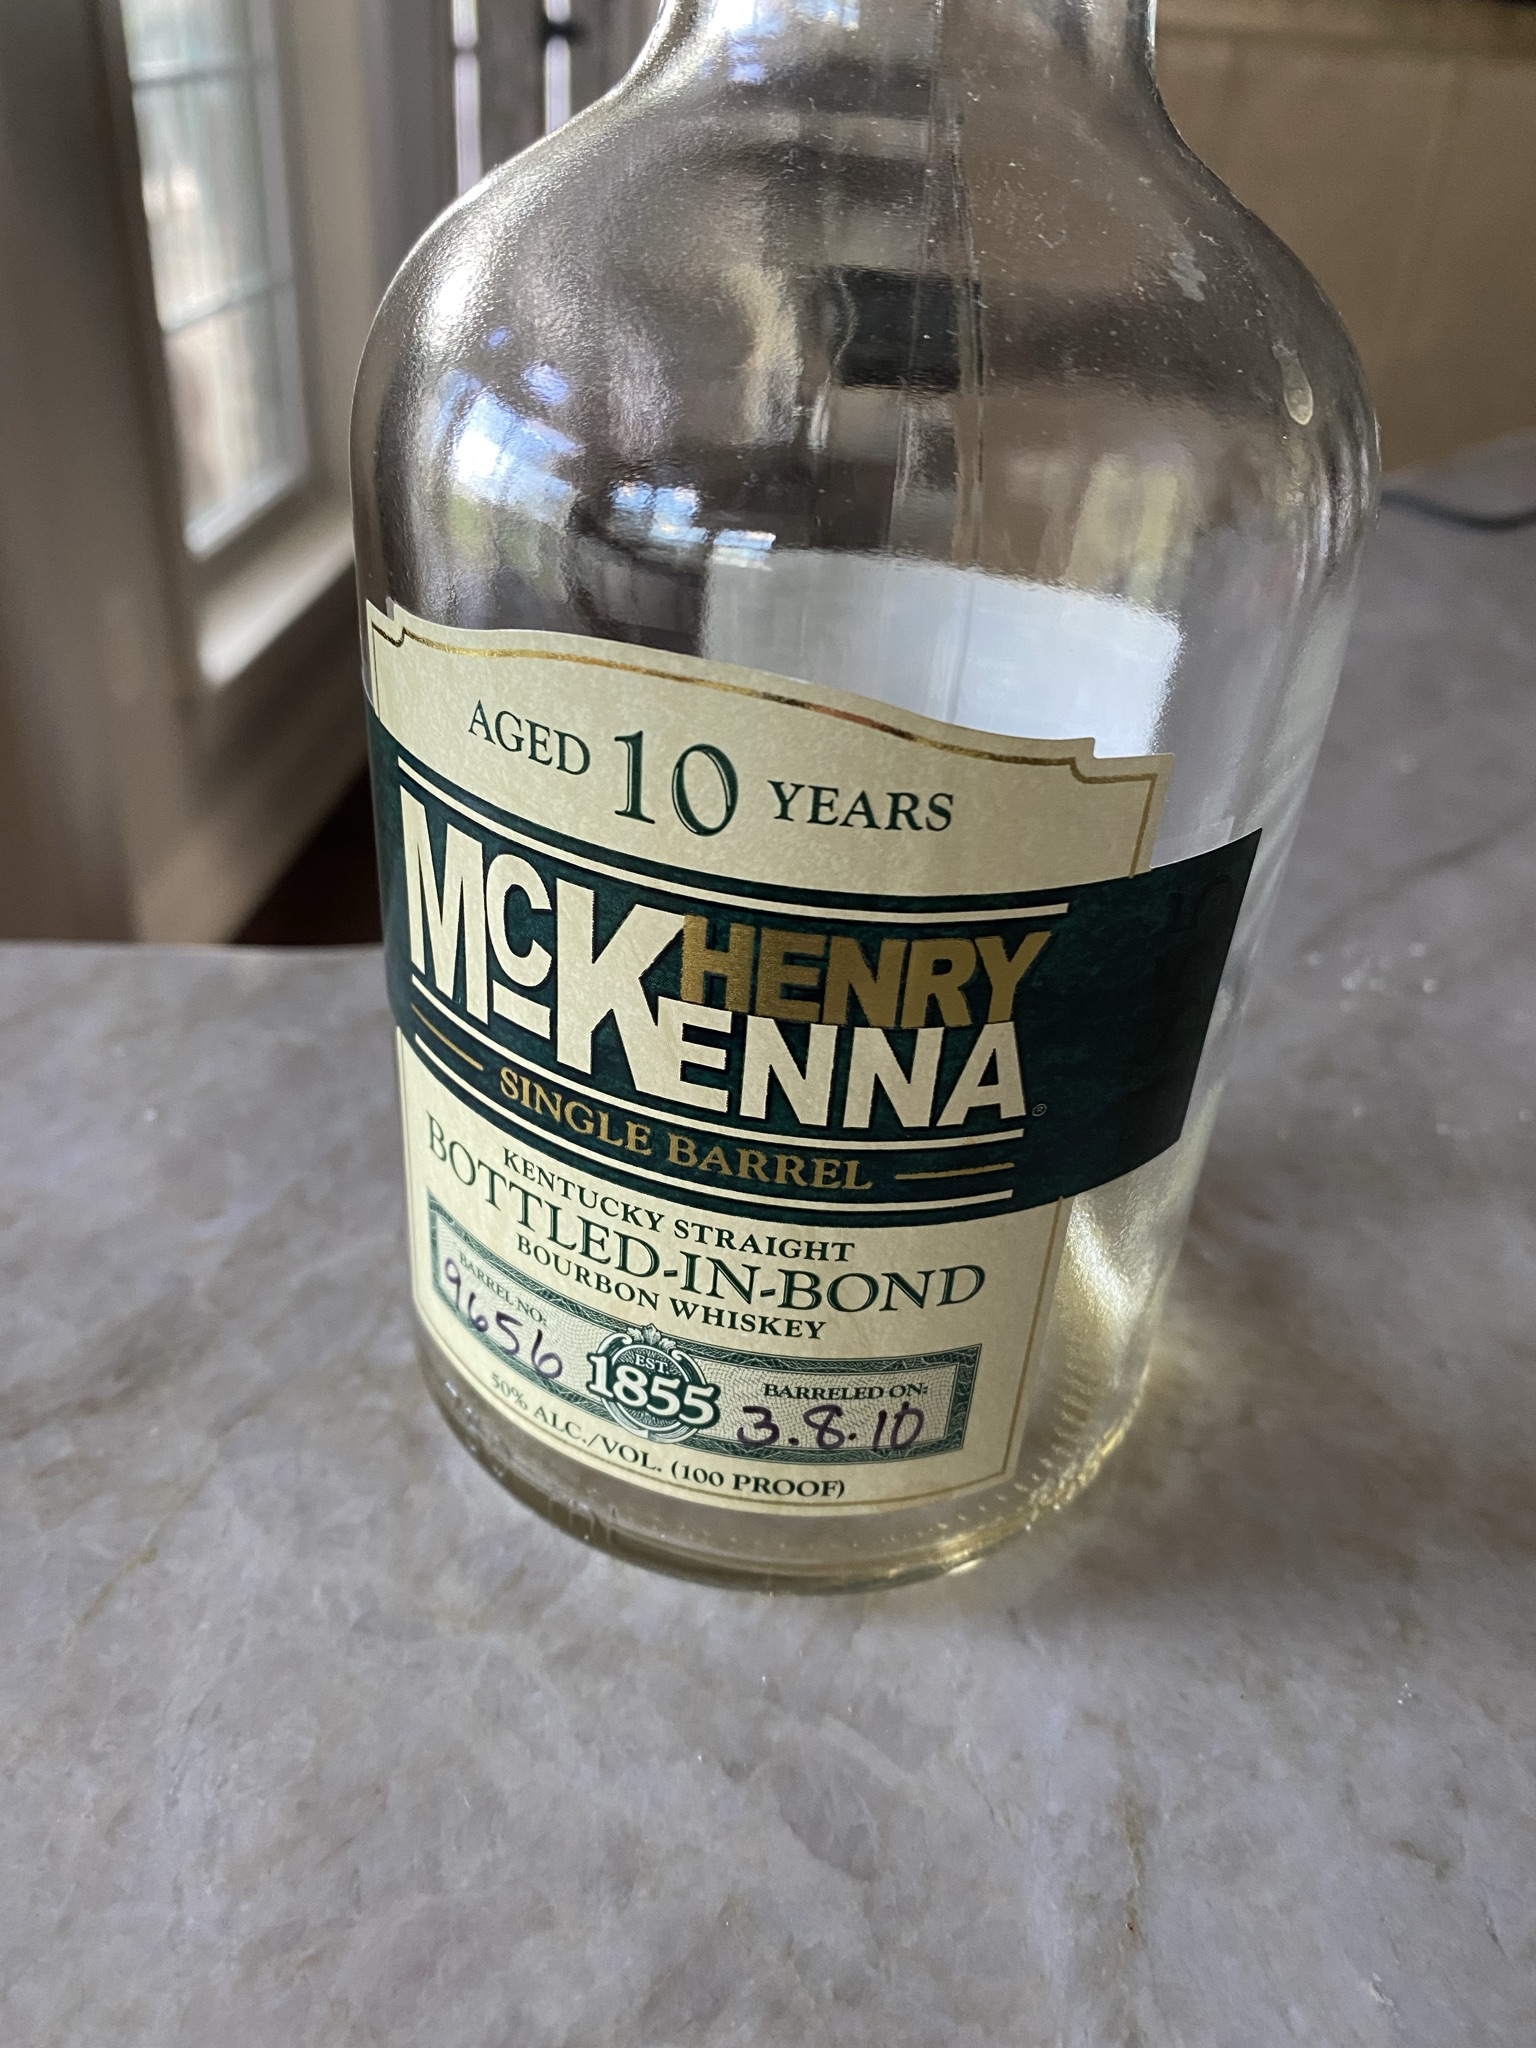 AGED 10 YEARS
HENRY
McKENNA®
SINGLE BARREL
KENTUCKY STRAIGHT
BOTTLED-IN-BOND
BOURBON WHISKEY
BARREL NO:
9656
EST.
1855
BARRELED ON:
3.8.10
50% ALC./VOL. (100 PROOF)